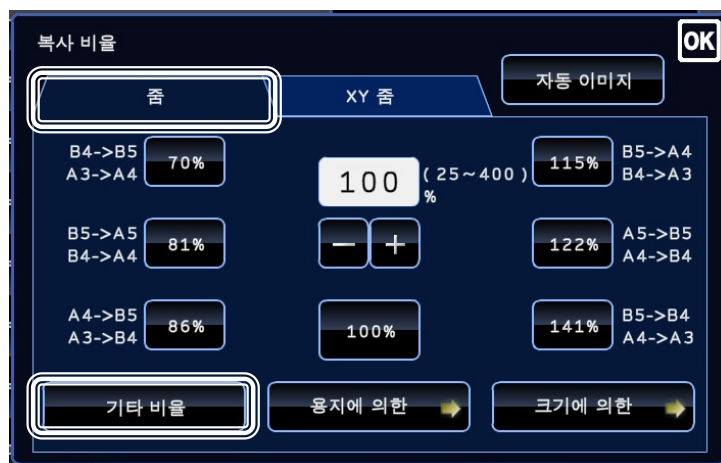 복사 비율
OK
자동 이미지
줌
XY 줌
B4->B5
A3->A4
70%
100
(25~400)
%
115%
B5->A4
B4->A3
B5->A5
B4->A4
81%
−
+
122%
A5->B5
A4->B4
A4->B5
A3->B4
86%
100%
141%
B5->B4
A4->A3
기타 비율
용지에 의한
크기에 의한